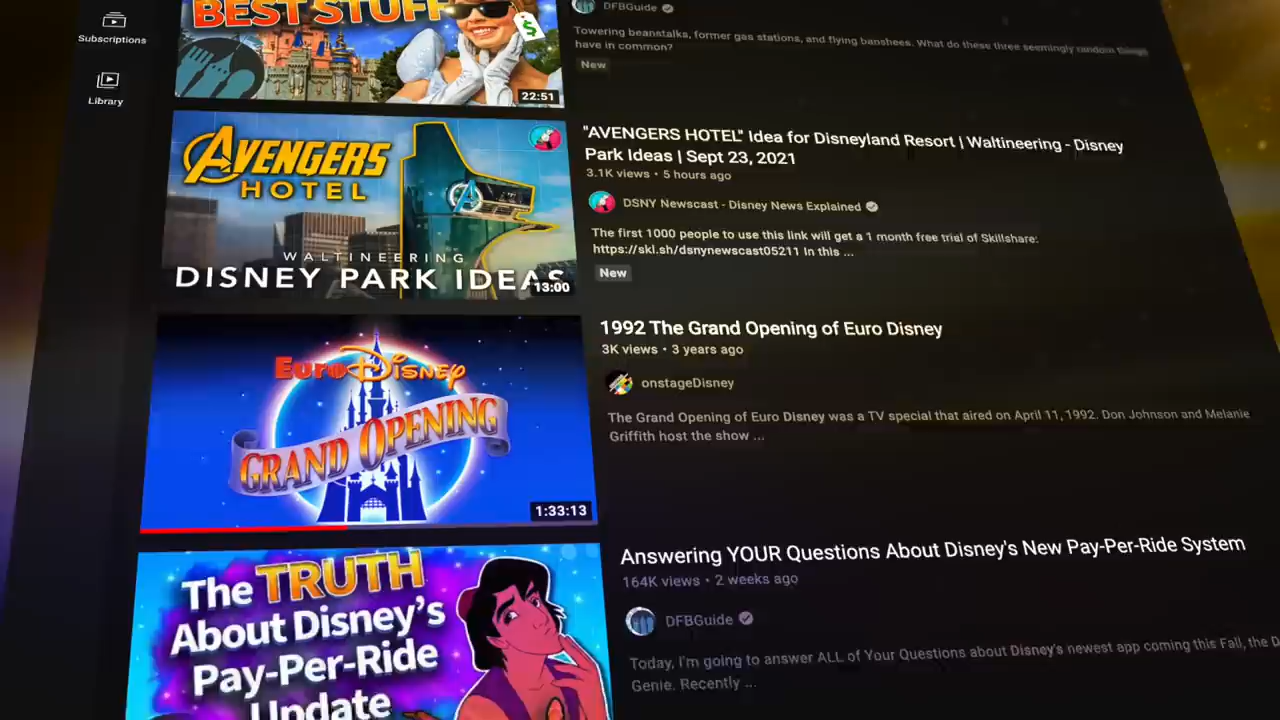 Subscriptions
Library
BEST STUFF
$
22:51
DFBGuide
Towering beanstalks, former gas stations, and flying banshees. What do these three seemingly random things
have in common?
New
AVENGERS
HOTEL
WALTINEERING
DISNEY PARK IDEAS
13:00
"AVENGERS HOTEL" Idea for Disneyland Resort | Waltineering - Disney
Park Ideas | Sept 23, 2021
3.1K views • 5 hours ago
DSNY Newscast - Disney News Explained
The first 1000 people to use this link will get a 1 month free trial of Skillshare:
https://skl.sh/dsnynewscast05211 In this ...
New
EURO DISNEY
GRAND OPENING
1:33:13
1992 The Grand Opening of Euro Disney
3K views • 3 years ago
onstageDisney
The Grand Opening of Euro Disney was a TV special that aired on April 11, 1992. Don Johnson and Melanie
Griffith host the show ...
The TRUTH
About Disney's
Pay-Per-Ride
Update
Answering YOUR Questions About Disney's New Pay-Per-Ride System
164K views • 2 weeks ago
DFBGuide
Today, I'm going to answer ALL of Your Questions about Disney's newest app coming this Fall, the D
Genie. Recently ...